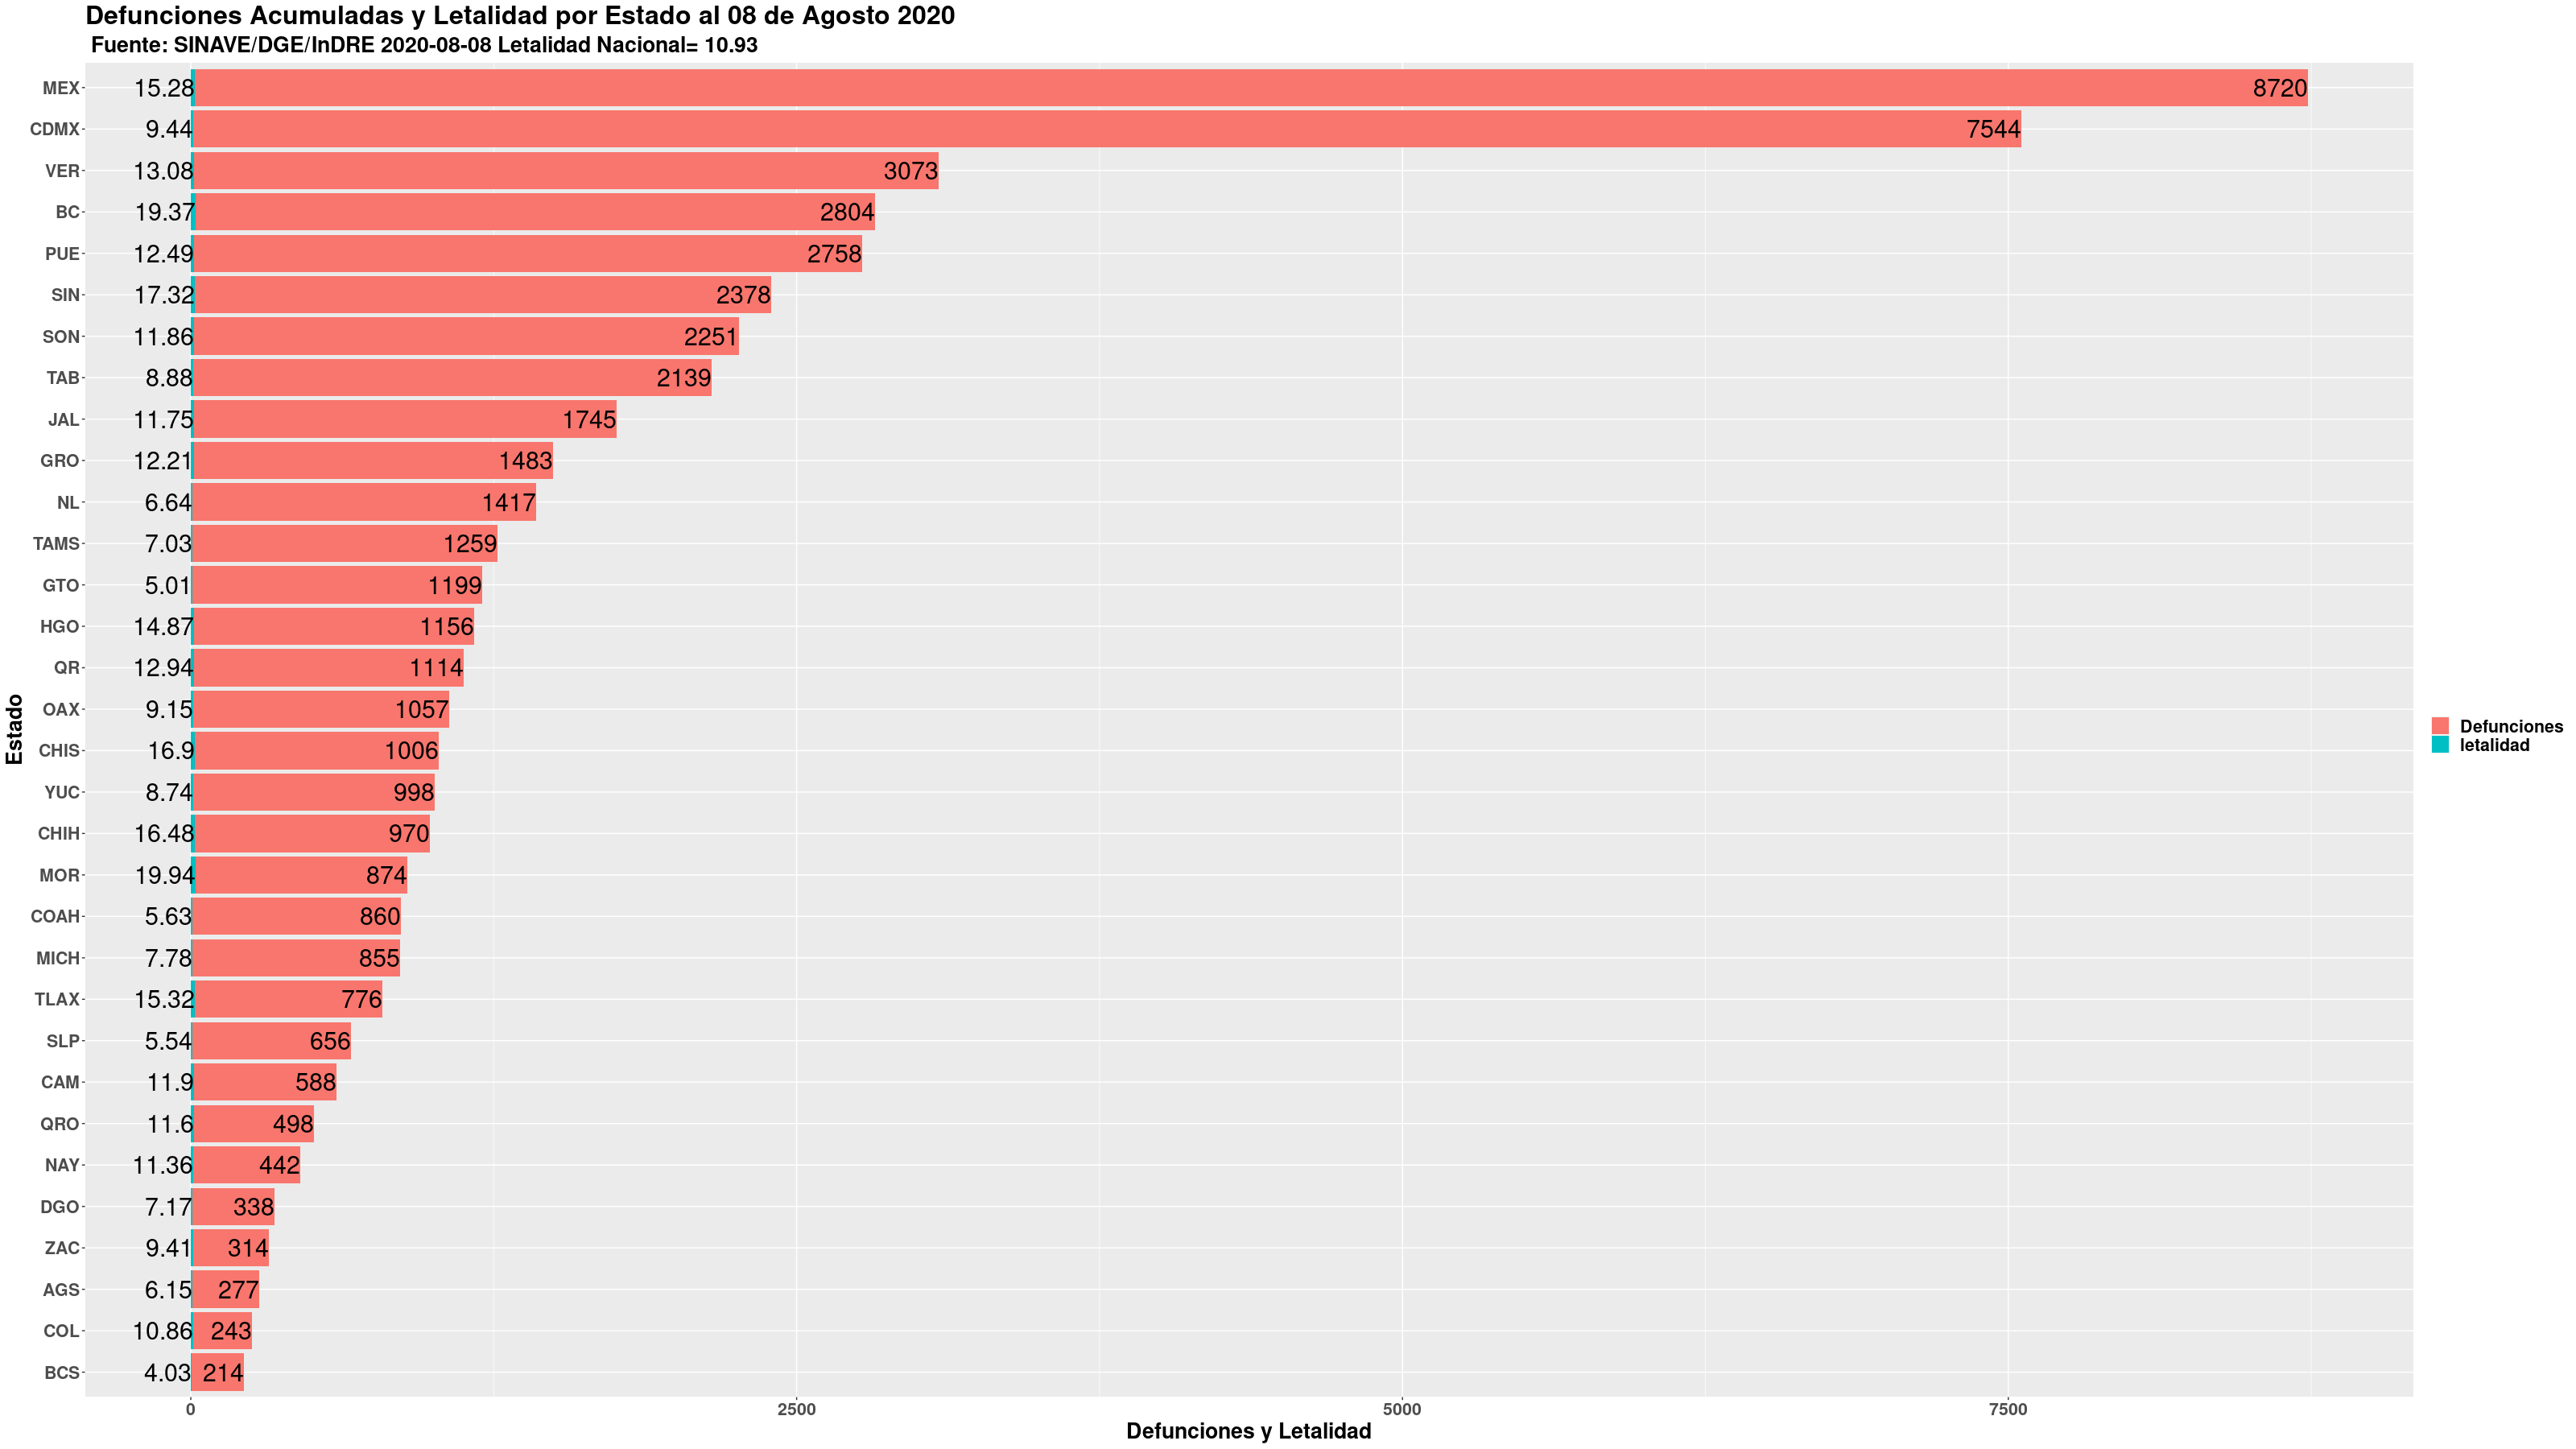 Defunciones Acumuladas y Letalidad por Estado al 08 de Agosto 2020
Fuente: SINAVE/DGE/InDRE 2020-08-08 Letalidad Nacional= 10.93
MEX 15.28 8720
CDMX 9.44 7544
VER 13.08 3073
BC 19.37 2804
PUE 12.49 2758
SIN 17.32 2378
SON 11.86 2251
TAB 8.88 2139
JAL 11.75 1745
GRO 12.21 1483
NL 6.64 1417
TAMS 7.03 1259
GTO 5.01 1199
HGO 14.87 1156
QR 12.94 1114
OAX 9.15 1057
CHIS 16.9 1006
YUC 8.74 998
CHIH 16.48 970
MOR 19.94 874
COAH 5.63 860
MICH 7.78 855
TLAX 15.32 776
SLP 5.54 656
CAM 11.9 588
QRO 11.6 498
NAY 11.36 442
DGO 7.17 338
ZAC 9.41 314
AGS 6.15 277
COL 10.86 243
BCS 4.03 214
Estado
0 2500 5000 7500
Defunciones y Letalidad
Defunciones
letalidad